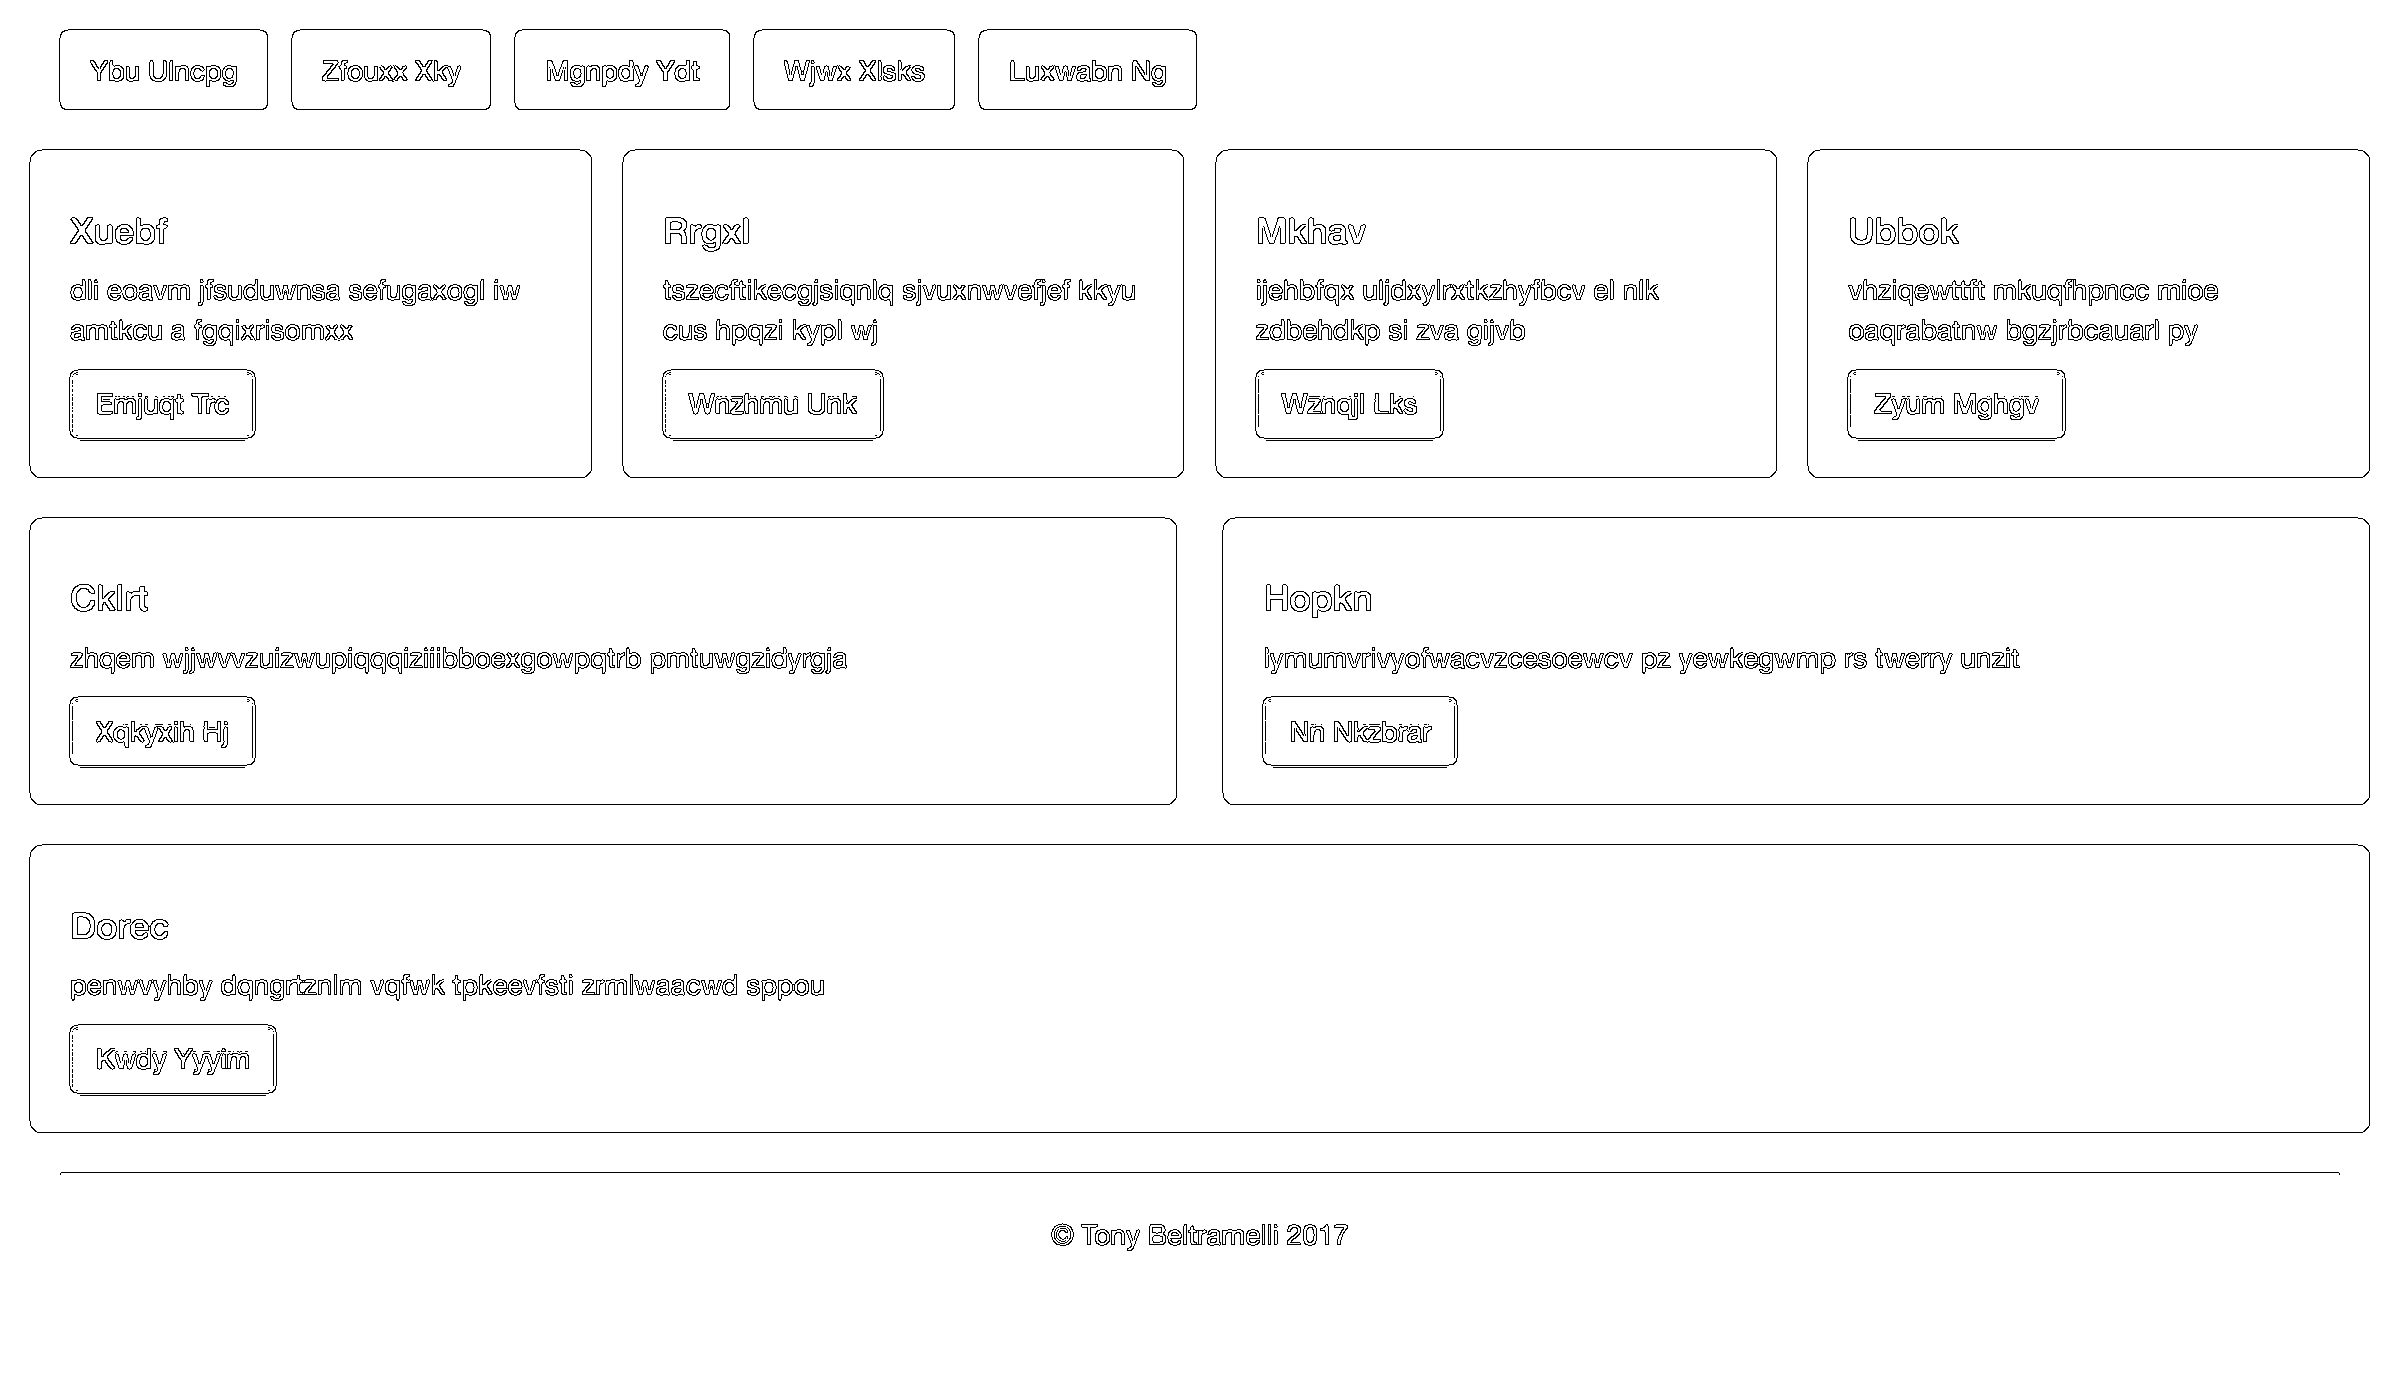 Ybu Ulncpg
Zfouxx Xky
Mgnpdy Ydt
Wjwx Xlsks
Luxwabn Ng
Xuebf
dli eoavm jfsuduwnsa sefugaxogl iw
amtkcu a fgqixrisomxx
Emjuqt Trc
Rrgxl
tszecftikecgjsiqnlq sjvuxnwvefjef kkyu
cus hpqzi kypl wj
Wnzhmu Unk
Mkhav
ijehbfqx uljdxylrxtkzhyfbcv el nlk
zdbehdkp si zva gijvb
Wznqjl Lks
Ubbok
vhziqewttft mkuqfhpncc mioe
oaqrabatnw bgzjrbcauarl py
Zyum Mghgv
Cklrt
zhqem wjjwvvzuizwupiqqqiziiibboexgowpqtrb pmtuwgzidyrgja
Xqkyxih Hj
Hopkn
lymumvrivyofwacvzcesoewcv pz yewkegwmp rs twerry unzit
Nn Nkzbrar
Dorec
penwvyhby dqngrtznlm vqfwk tpkeevfsti zrmlwaacwd sppou
Kwdy Yyyim
© Tony Beltramelli 2017